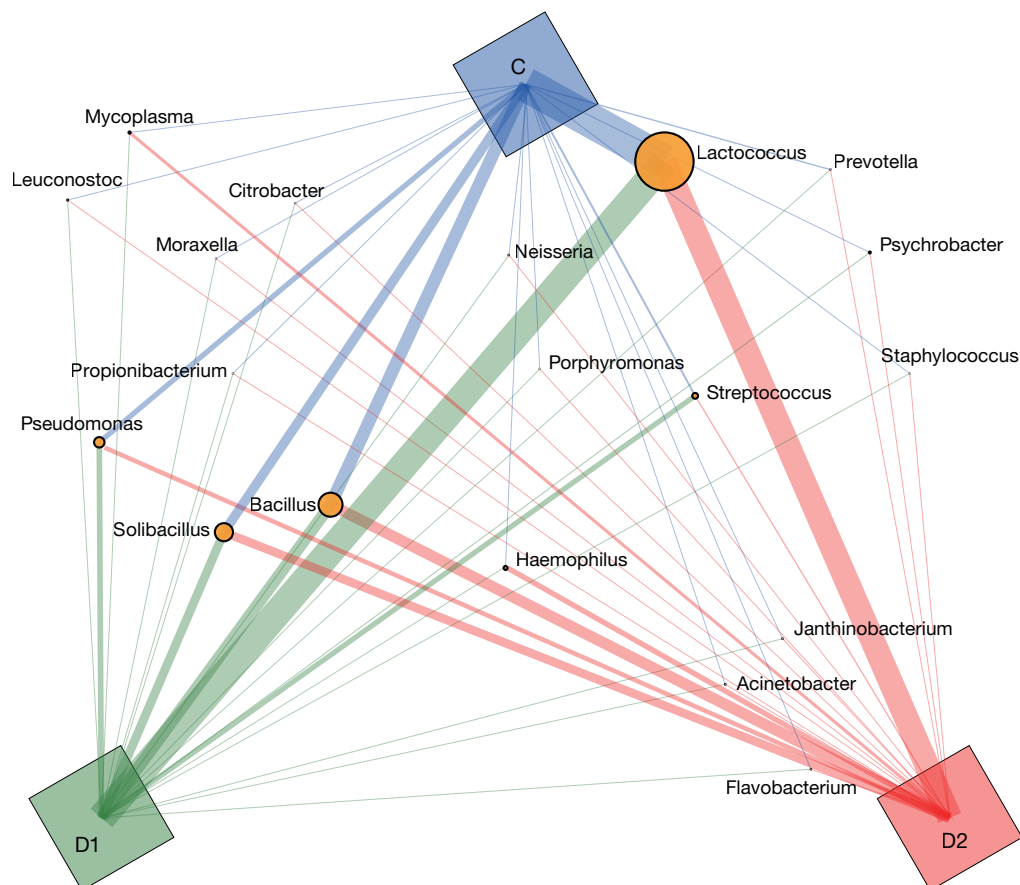 C
Mycoplasma
Lactococcus
Prevotella
Leuconostoc
Citrobacter
Moraxella
Neisseria
Psychrobacter
Staphylococcus
Propionibacterium
Porphyromonas
Streptococcus
Pseudomonas
Bacillus
Solibacillus
Haemophilus
Janthinobacterium
Acinetobacter
Flavobacterium
D1
D2